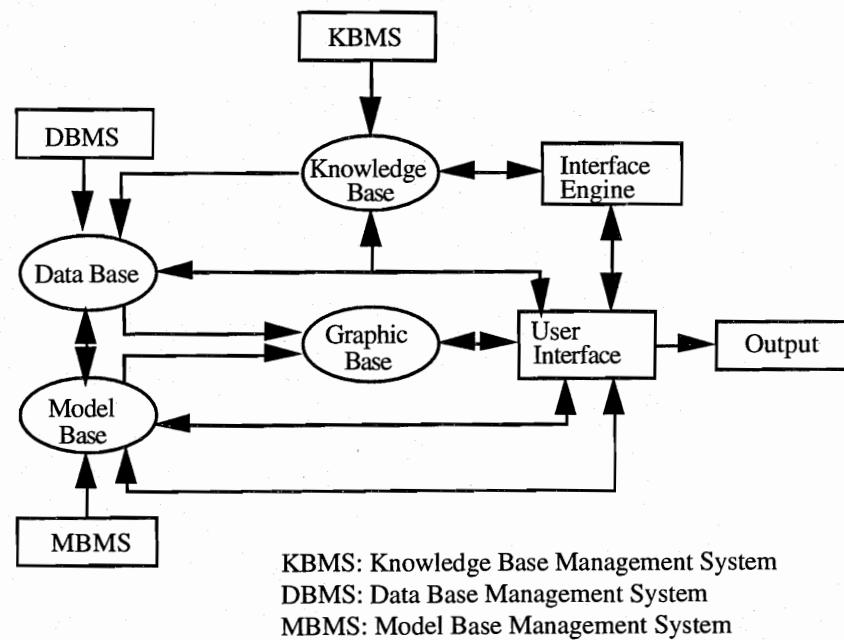 KBMS
DBMS
Knowledge
Base
Interface
Engine
Data Base
Graphic
Base
User
Interface
Output
Model
Base
MBMS
KBMS: Knowledge Base Management System
DBMS: Data Base Management System
MBMS: Model Base Management System